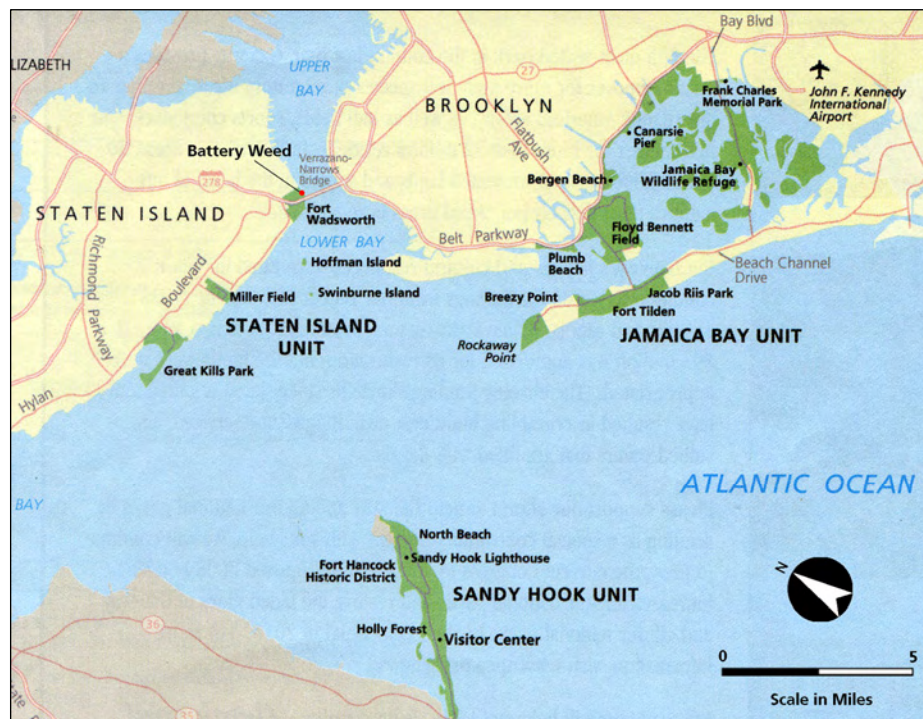 Bay Blvd
LIZABETH
UPPER
BAY
27
BROOKLYN
Flatbush
Ave
Frank Charles
Memorial Park
John F. Kennedy
International
Airport
Canarsie
Pier
Battery Weed
Verrazano-
Narrows
Bridge
278
Jamaica Bay
Wildlife Refuge
Bergen Beach
STATEN ISLAND
Fort
Wadsworth
LOWER BAY
Belt Parkway
Floyd Bennett
Field
Richmond Parkway
Hoffman Island
Plumb
Beach
Beach Channel
Drive
Boulevard
Miller Field
Swinburne Island
Breezy Point
Jacob Riis Park
Fort Tilden
STATEN ISLAND
UNIT
JAMAICA BAY UNIT
Rockaway
Point
Great Kills Park
Hylan
ATLANTIC OCEAN
BAY
North Beach
Sandy Hook Lighthouse
Fort Hancock
Historic District
N
SANDY HOOK UNIT
36
Holly Forest
Visitor Center
0 5
Scale in Miles
35